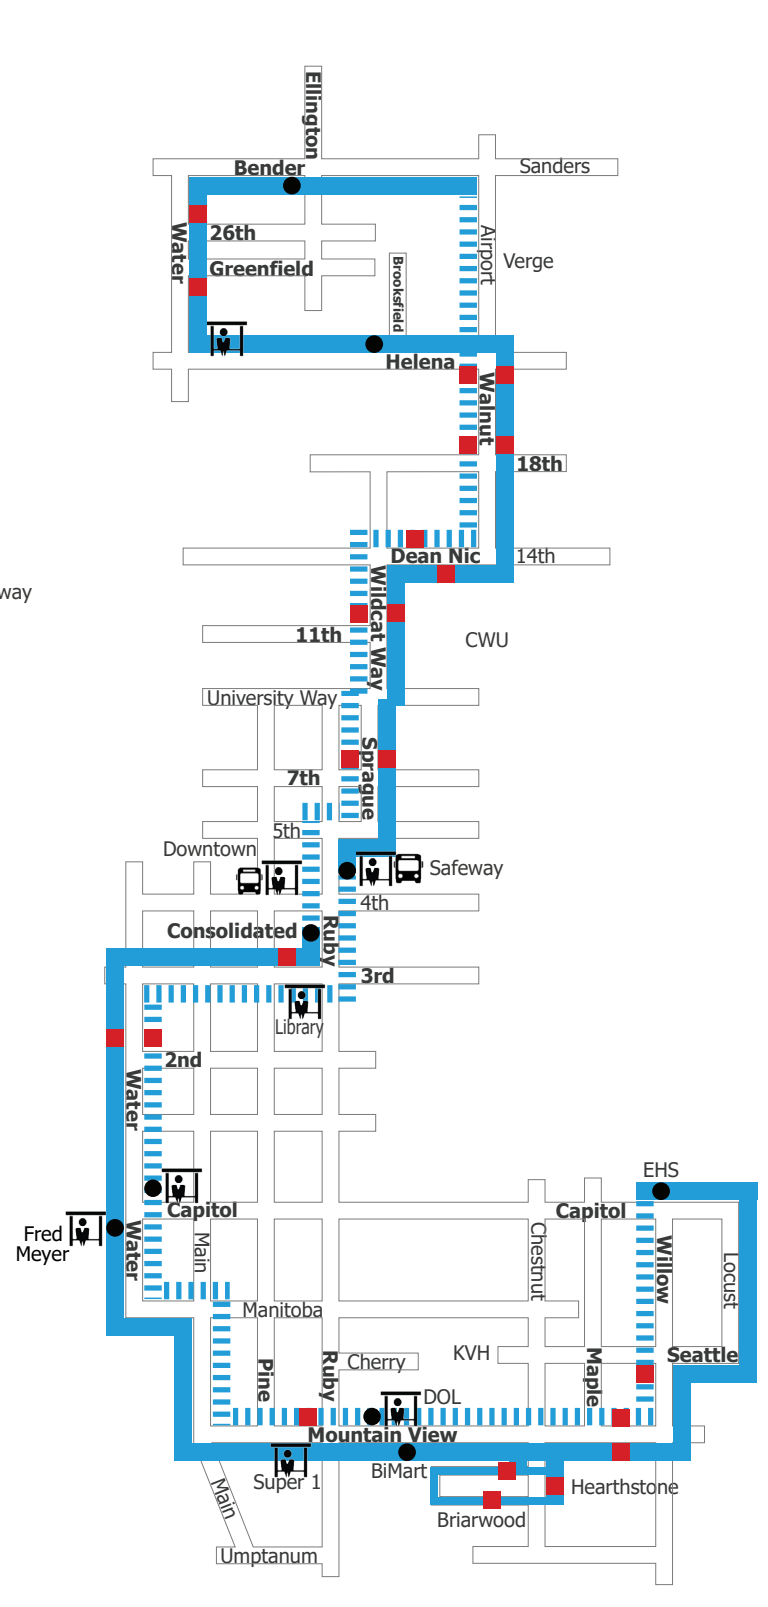 Ellington
Sanders
Bender
26th
Water
Airport
Verge
Greenfield
Brooksfield
Helena
Walnut
18th
Dean Nic
14th
way
Wildcat Way
11th
CWU
University Way
Sprague
7th
5th
Downtown
Safeway
4th
Consolidated
Ruby
3rd
Library
2nd
Water
EHS
Capitol
Capitol
Fred
Meyer
Water
Main
Chestnut
Willow
Locust
Manitoba
KVH
Seattle
Cherry
Pine
Ruby
Maple
DOL
Mountain View
BiMart
Super 1
Hearthstone
Main
Briarwood
Umptanum